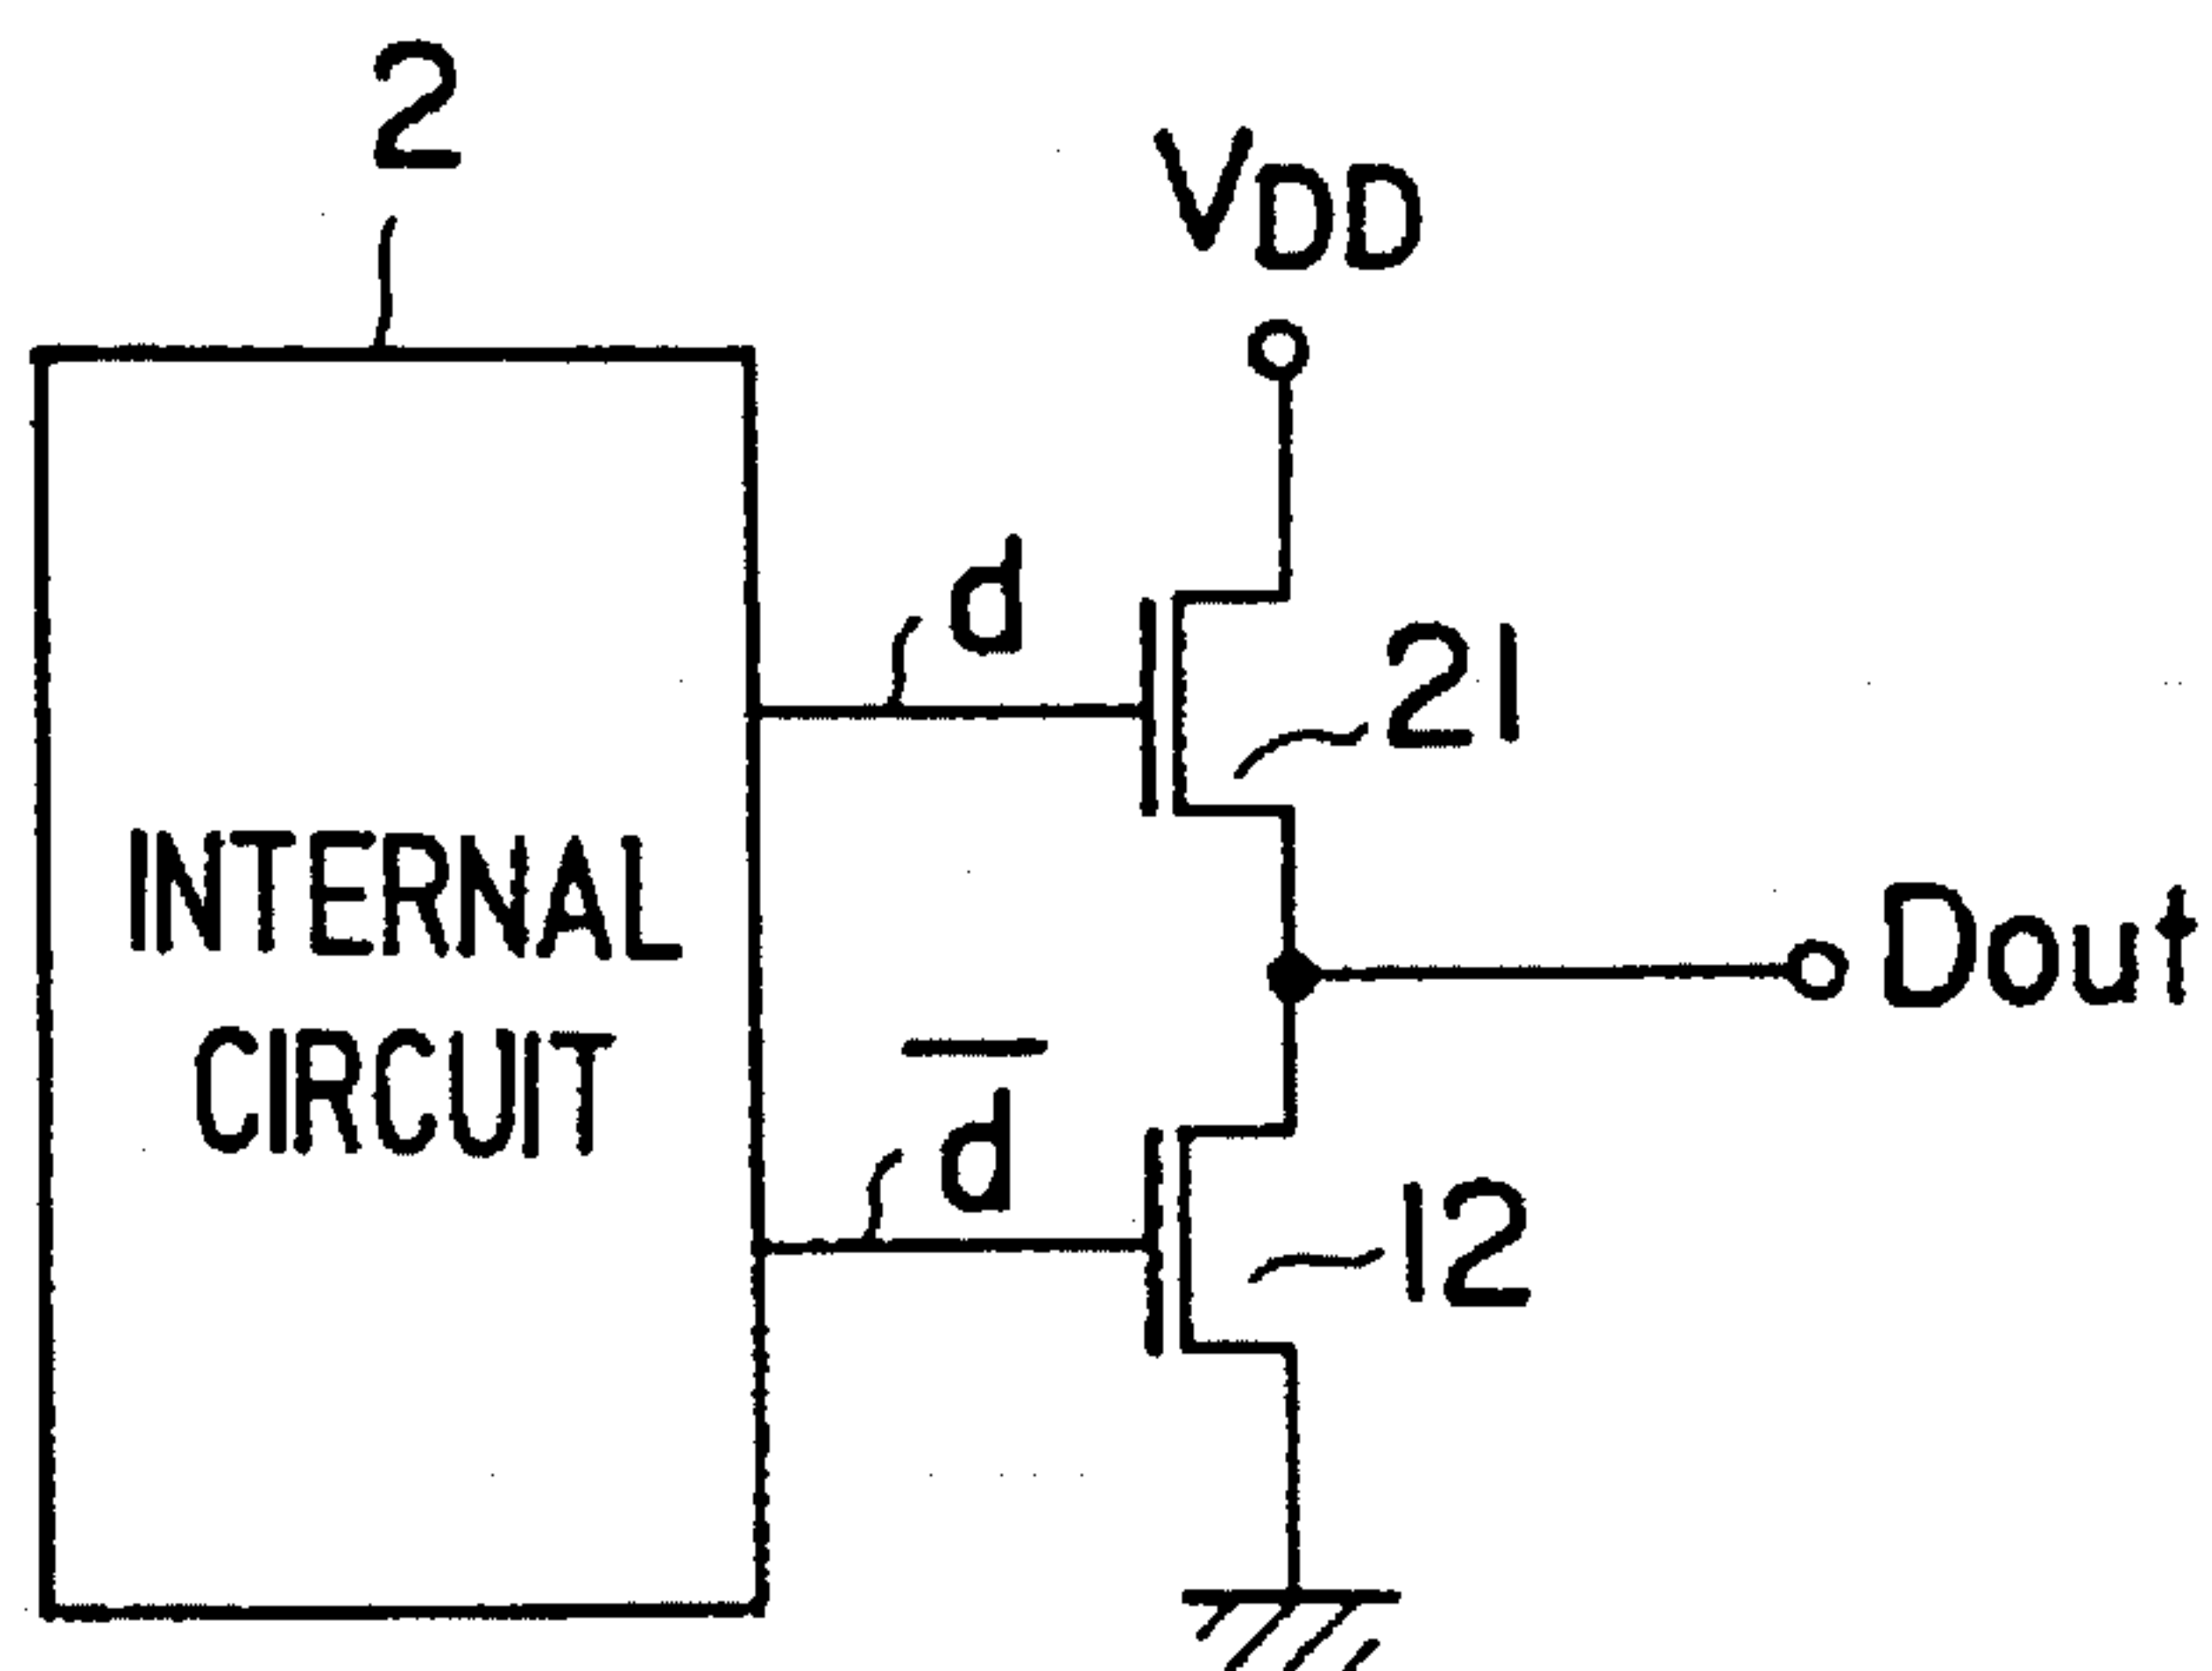 2
VDD
d
21
INTERNAL
CIRCUIT
Dout
d̅
12